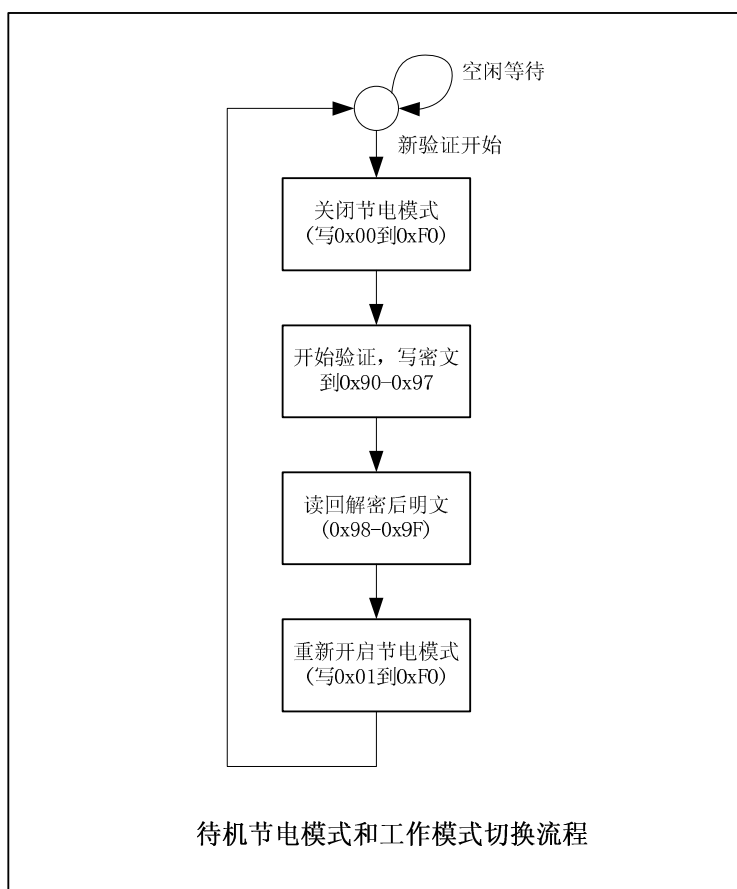 空闲等待
新验证开始
关闭节电模式
(写0x00到0xF0)
开始验证，写密文
到0x90-0x97
读回解密后明文
(0x98-0x9F)
重新开启节电模式
(写0x01到0xF0)
待机节电模式和工作模式切换流程